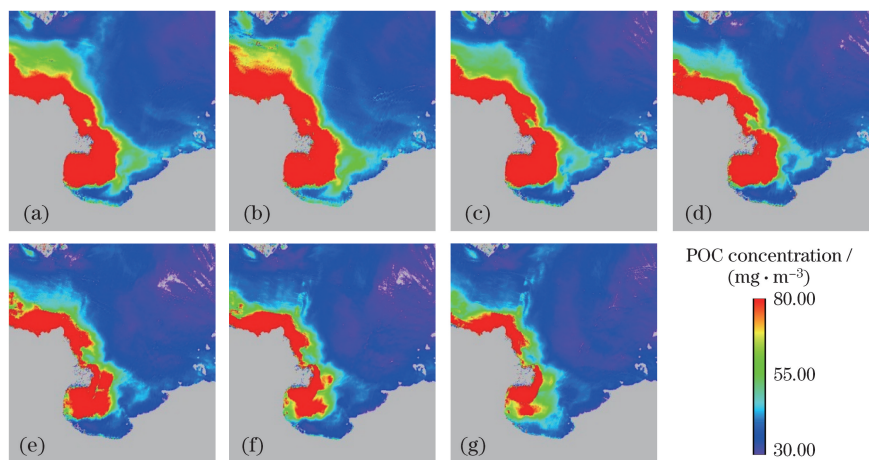 (a)
(b)
(c)
(d)
(e)
(f)
(g)
POC concentration /
(mg · m⁻³)
80.00
55.00
30.00